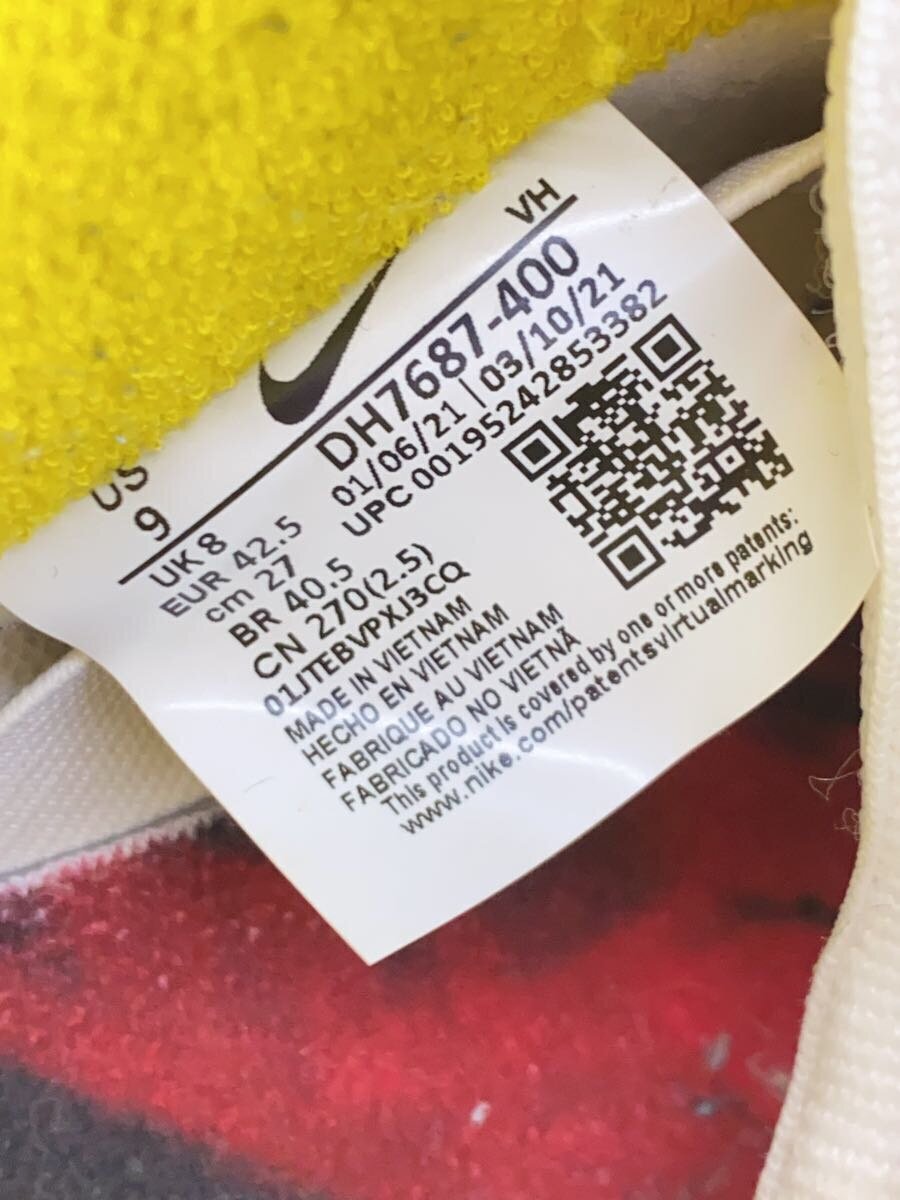 VH
US
9
DH7687-400
01/06/21 | 03/10/21
UPC 00195242853382
UK 8
EUR 42.5
cm 27
BR 40.5
CN 270(2.5)
01JTEBVPXJ3CQ
MADE IN VIETNAM
HECHO EN VIETNAM
FABRIQUE AU VIETNAM
FABRICADO NO VIETNÃ
This product is covered by one or more patents:
www.nike.com/patentsvirtualmarking